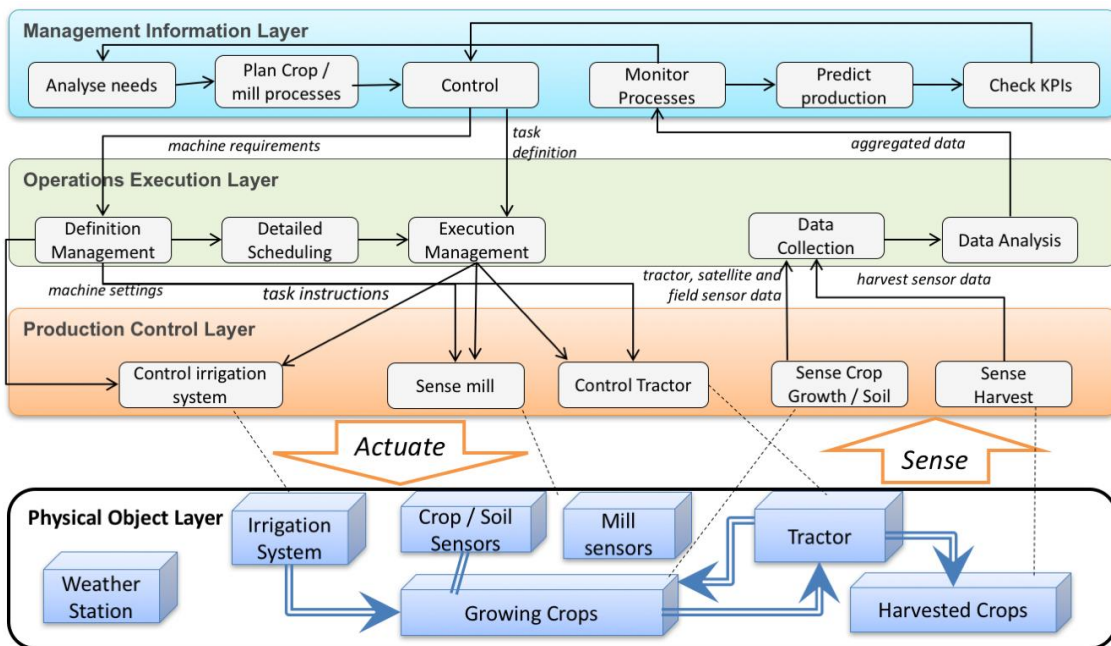 Management Information Layer
Analyse needs
Plan Crop /
mill processes
Control
Monitor
Processes
Predict
production
Check KPIs
machine requirements
task
definition
aggregated data
Operations Execution Layer
Definition
Management
Detailed
Scheduling
Execution
Management
Data
Collection
Data Analysis
machine settings
task instructions
tractor, satellite and
field sensor data
harvest sensor data
Production Control Layer
Control irrigation
system
Sense mill
Control Tractor
Sense Crop
Growth / Soil
Sense
Harvest
Actuate
Sense
Physical Object Layer
Irrigation
System
Crop / Soil
Sensors
Mill
sensors
Tractor
Weather
Station
Growing Crops
Harvested Crops